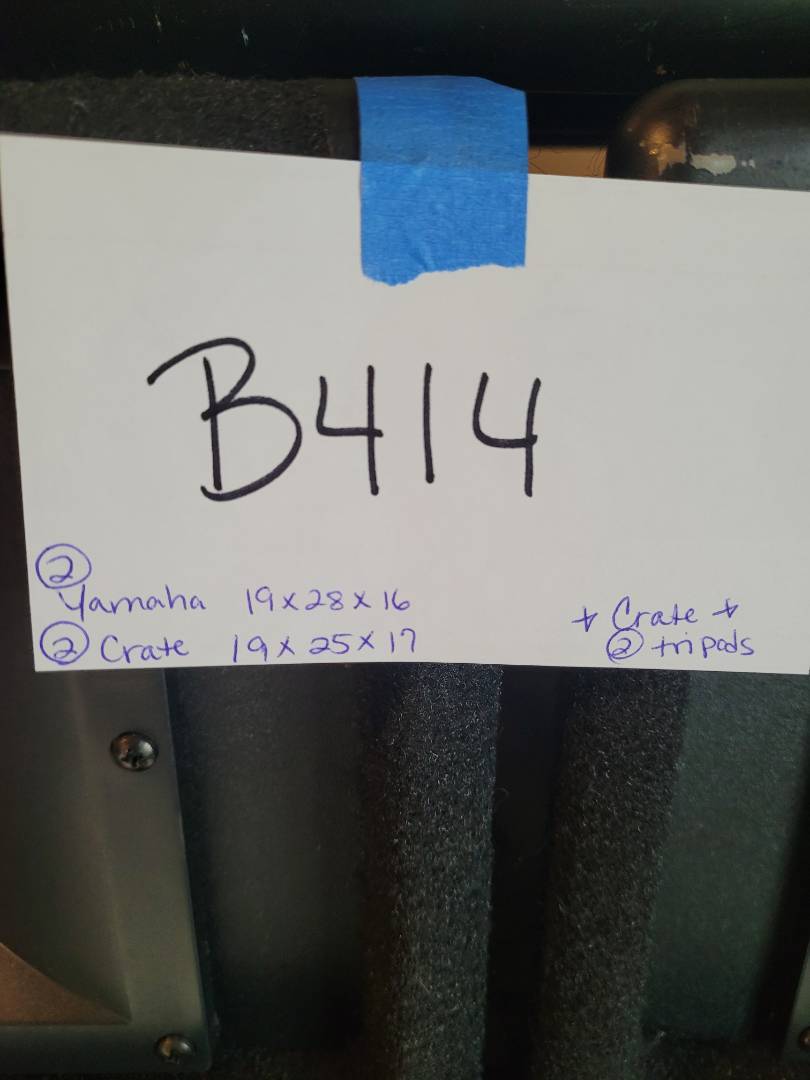 B414
②
Yamaha 19x28x16
② Crate 19x25x17
+ Crate +
② tripods